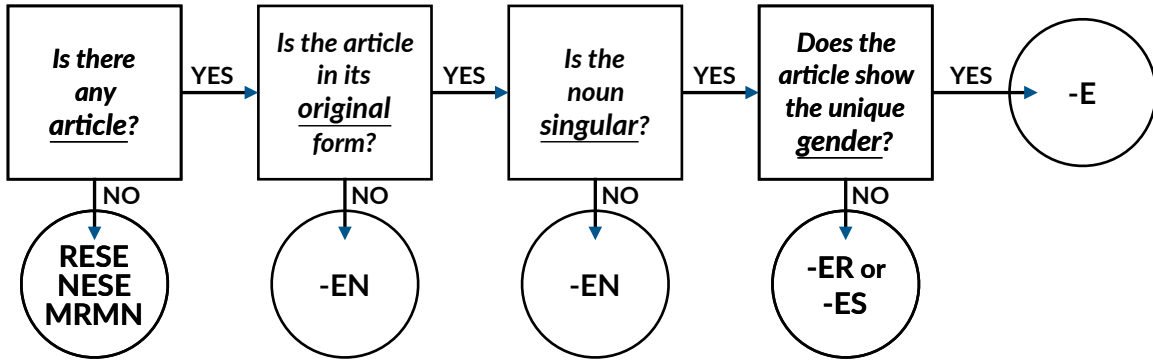 Is there
any
article?
YES
NO
RESE
NESE
MRMN
Is the article
in its
original
form?
YES
NO
-EN
Is the
noun
singular?
YES
NO
-EN
Does the
article show
the unique
gender?
YES
NO
-ER or
-ES
-E